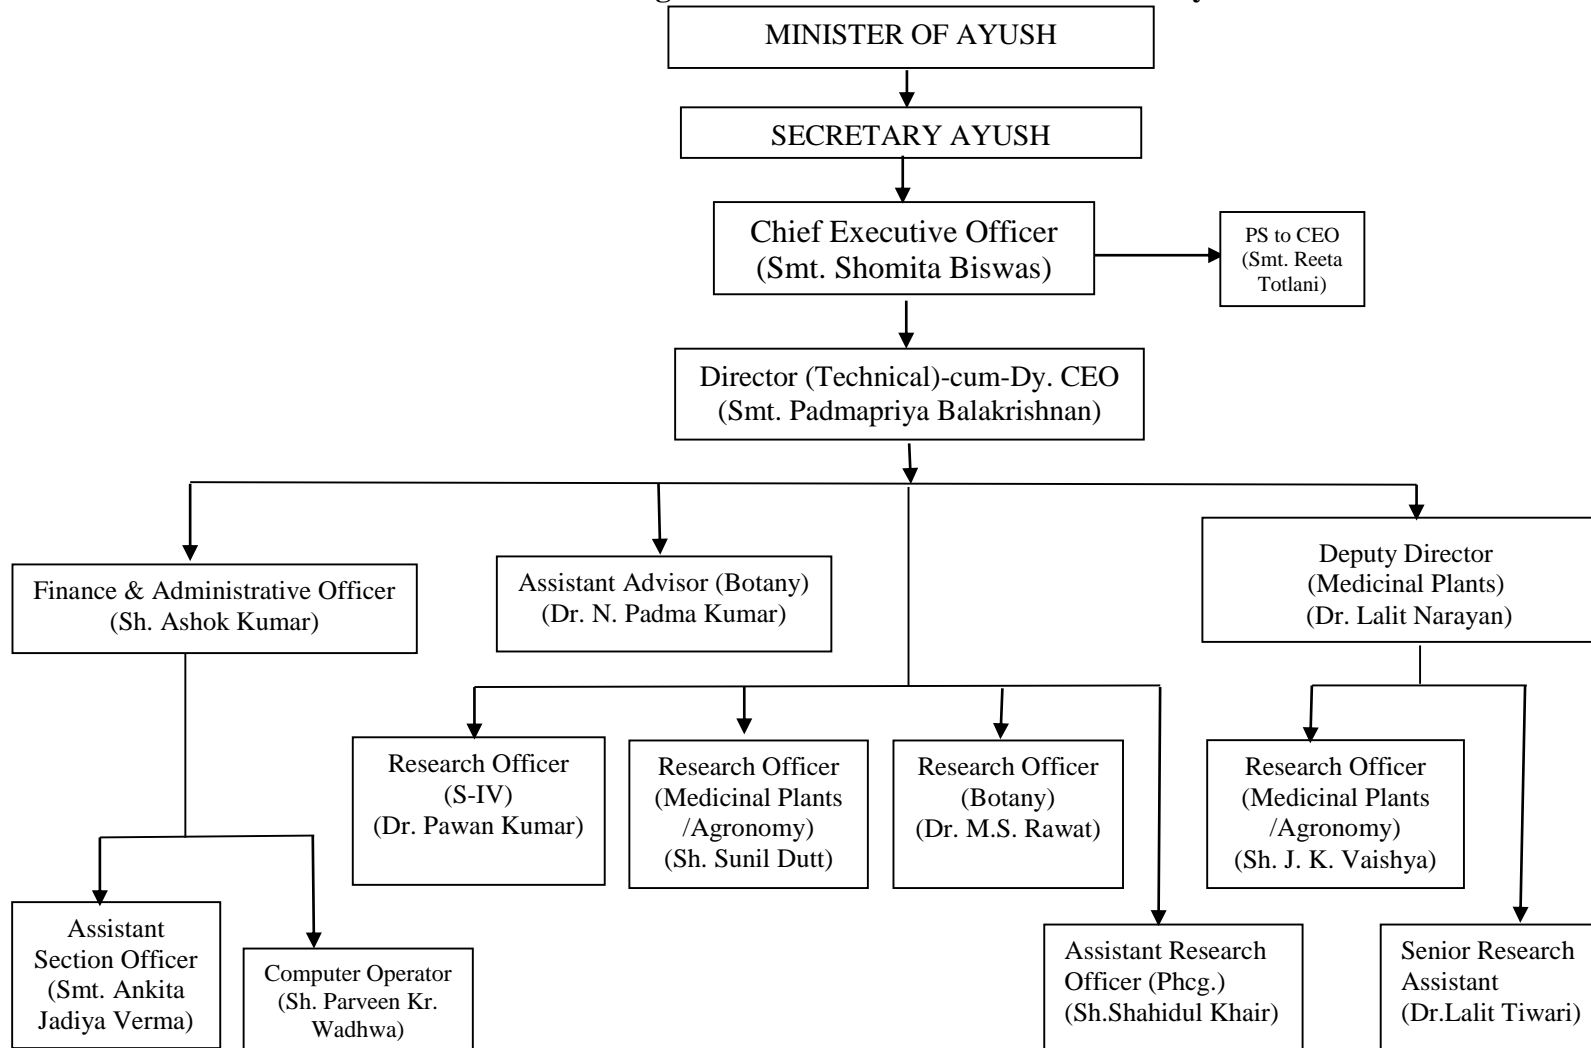 MINISTER OF AYUSH
SECRETARY AYUSH
Chief Executive Officer
(Smt. Shomita Biswas)
PS to CEO
(Smt. Reeta
Totlani)
Director (Technical)-cum-Dy. CEO
(Smt. Padmapriya Balakrishnan)
Finance & Administrative Officer
(Sh. Ashok Kumar)
Assistant Advisor (Botany)
(Dr. N. Padma Kumar)
Deputy Director
(Medicinal Plants)
(Dr. Lalit Narayan)
Research Officer
(S-IV)
(Dr. Pawan Kumar)
Research Officer
(Medicinal Plants
/Agronomy)
(Sh. Sunil Dutt)
Research Officer
(Botany)
(Dr. M.S. Rawat)
Research Officer
(Medicinal Plants
/Agronomy)
(Sh. J. K. Vaishya)
Assistant
Section Officer
(Smt. Ankita
Jadiya Verma)
Computer Operator
(Sh. Parveen Kr.
Wadhwa)
Assistant Research
Officer (Phcg.)
(Sh.Shahidul Khair)
Senior Research
Assistant
(Dr.Lalit Tiwari)